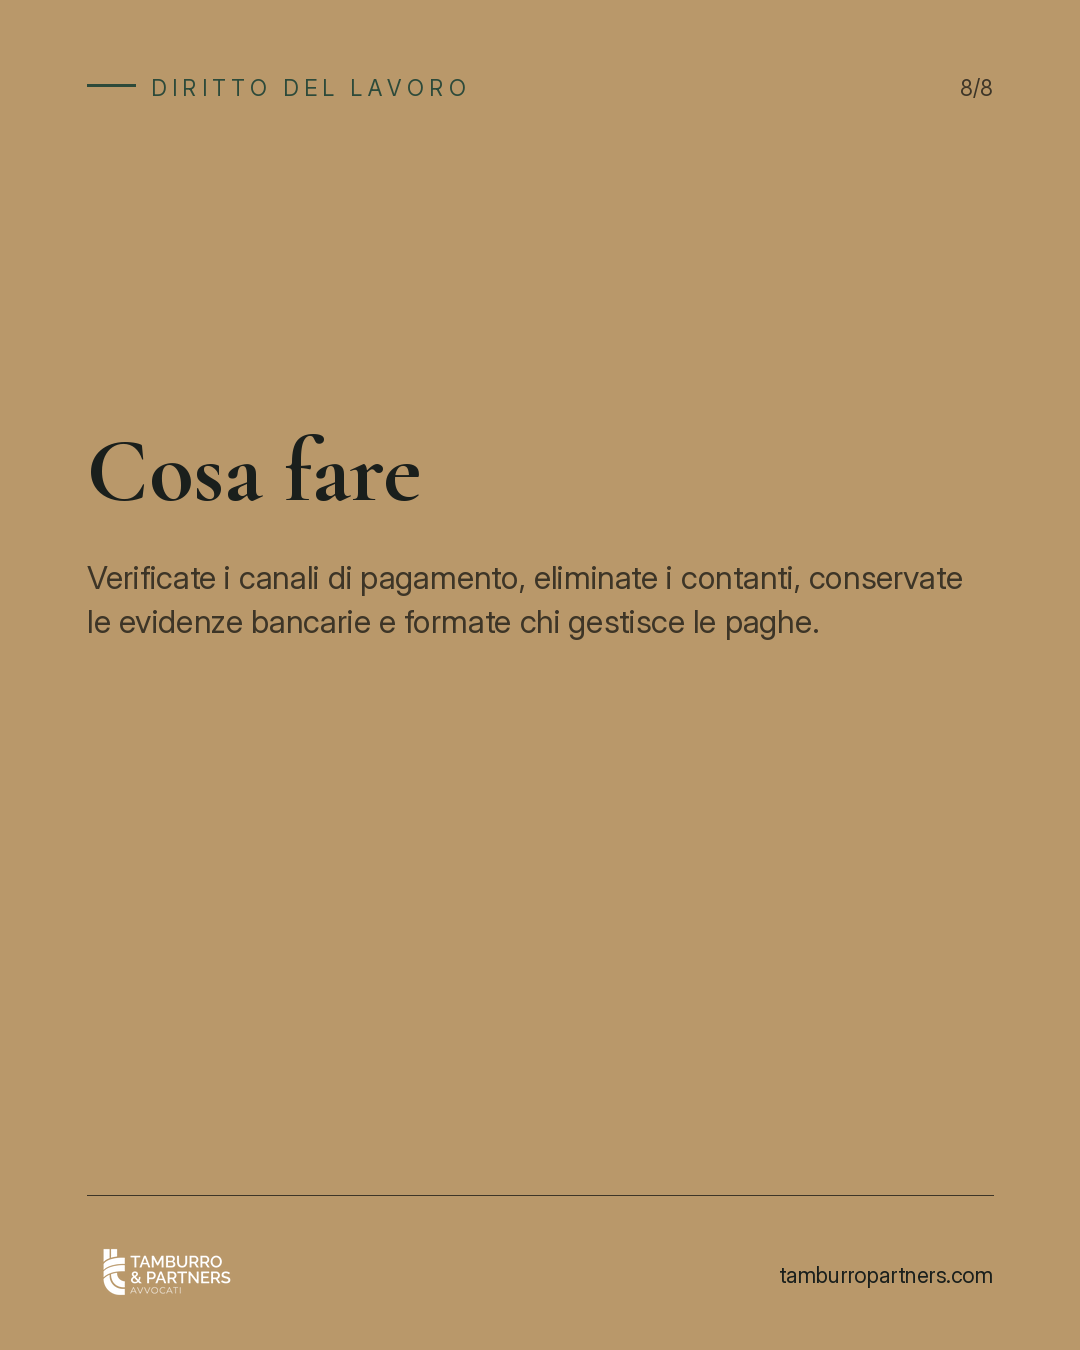 DIRITTO DEL LAVORO
8/8
Cosa fare
Verificate i canali di pagamento, eliminate i contanti, conservate
le evidenze bancarie e formate chi gestisce le paghe.
TAMBURRO
& PARTNERS
AVVOCATI
tamburropartners.com